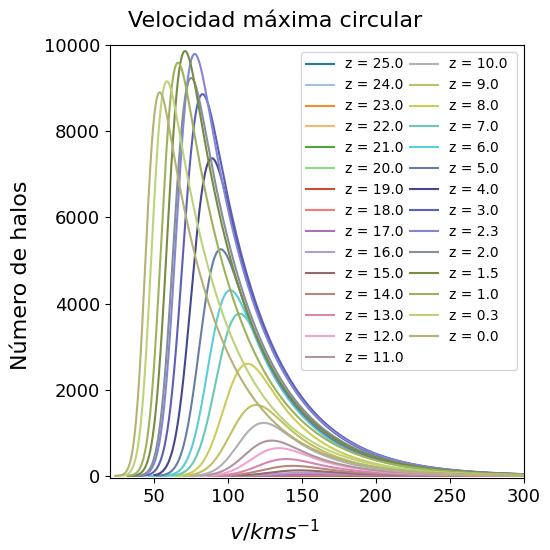 Velocidad máxima circular
Número de halos
10000
8000
6000
4000
2000
0
50
100
150
200
250
300
v/kms⁻¹
z = 25.0
z = 24.0
z = 23.0
z = 22.0
z = 21.0
z = 20.0
z = 19.0
z = 18.0
z = 17.0
z = 16.0
z = 15.0
z = 14.0
z = 13.0
z = 12.0
z = 11.0
z = 10.0
z = 9.0
z = 8.0
z = 7.0
z = 6.0
z = 5.0
z = 4.0
z = 3.0
z = 2.3
z = 2.0
z = 1.5
z = 1.0
z = 0.3
z = 0.0